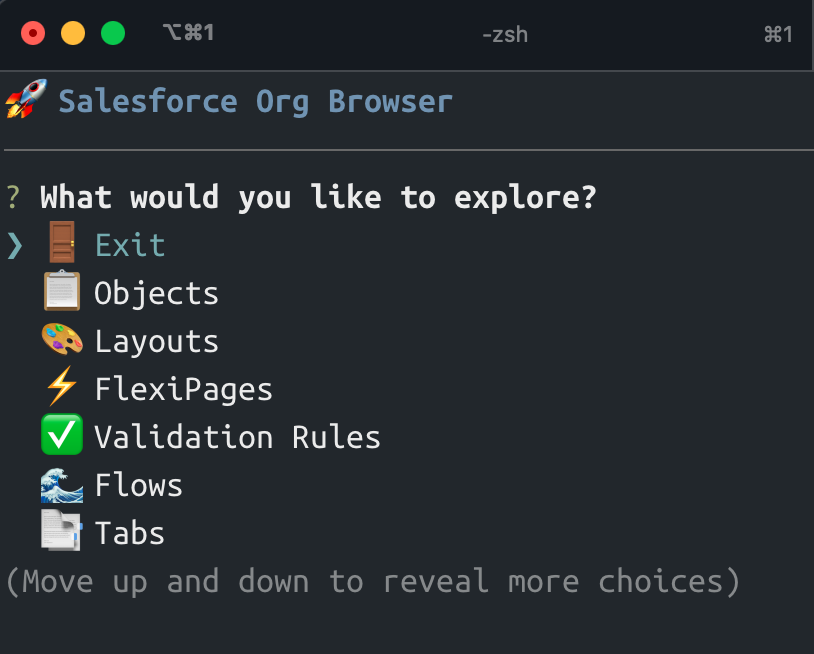 ⌥⌘1 -zsh ⌘1
🚀 Salesforce Org Browser
? What would you like to explore?
❯ 🚪 Exit
📋 Objects
🎨 Layouts
⚡ FlexiPages
✅ Validation Rules
🌊 Flows
📑 Tabs
(Move up and down to reveal more choices)